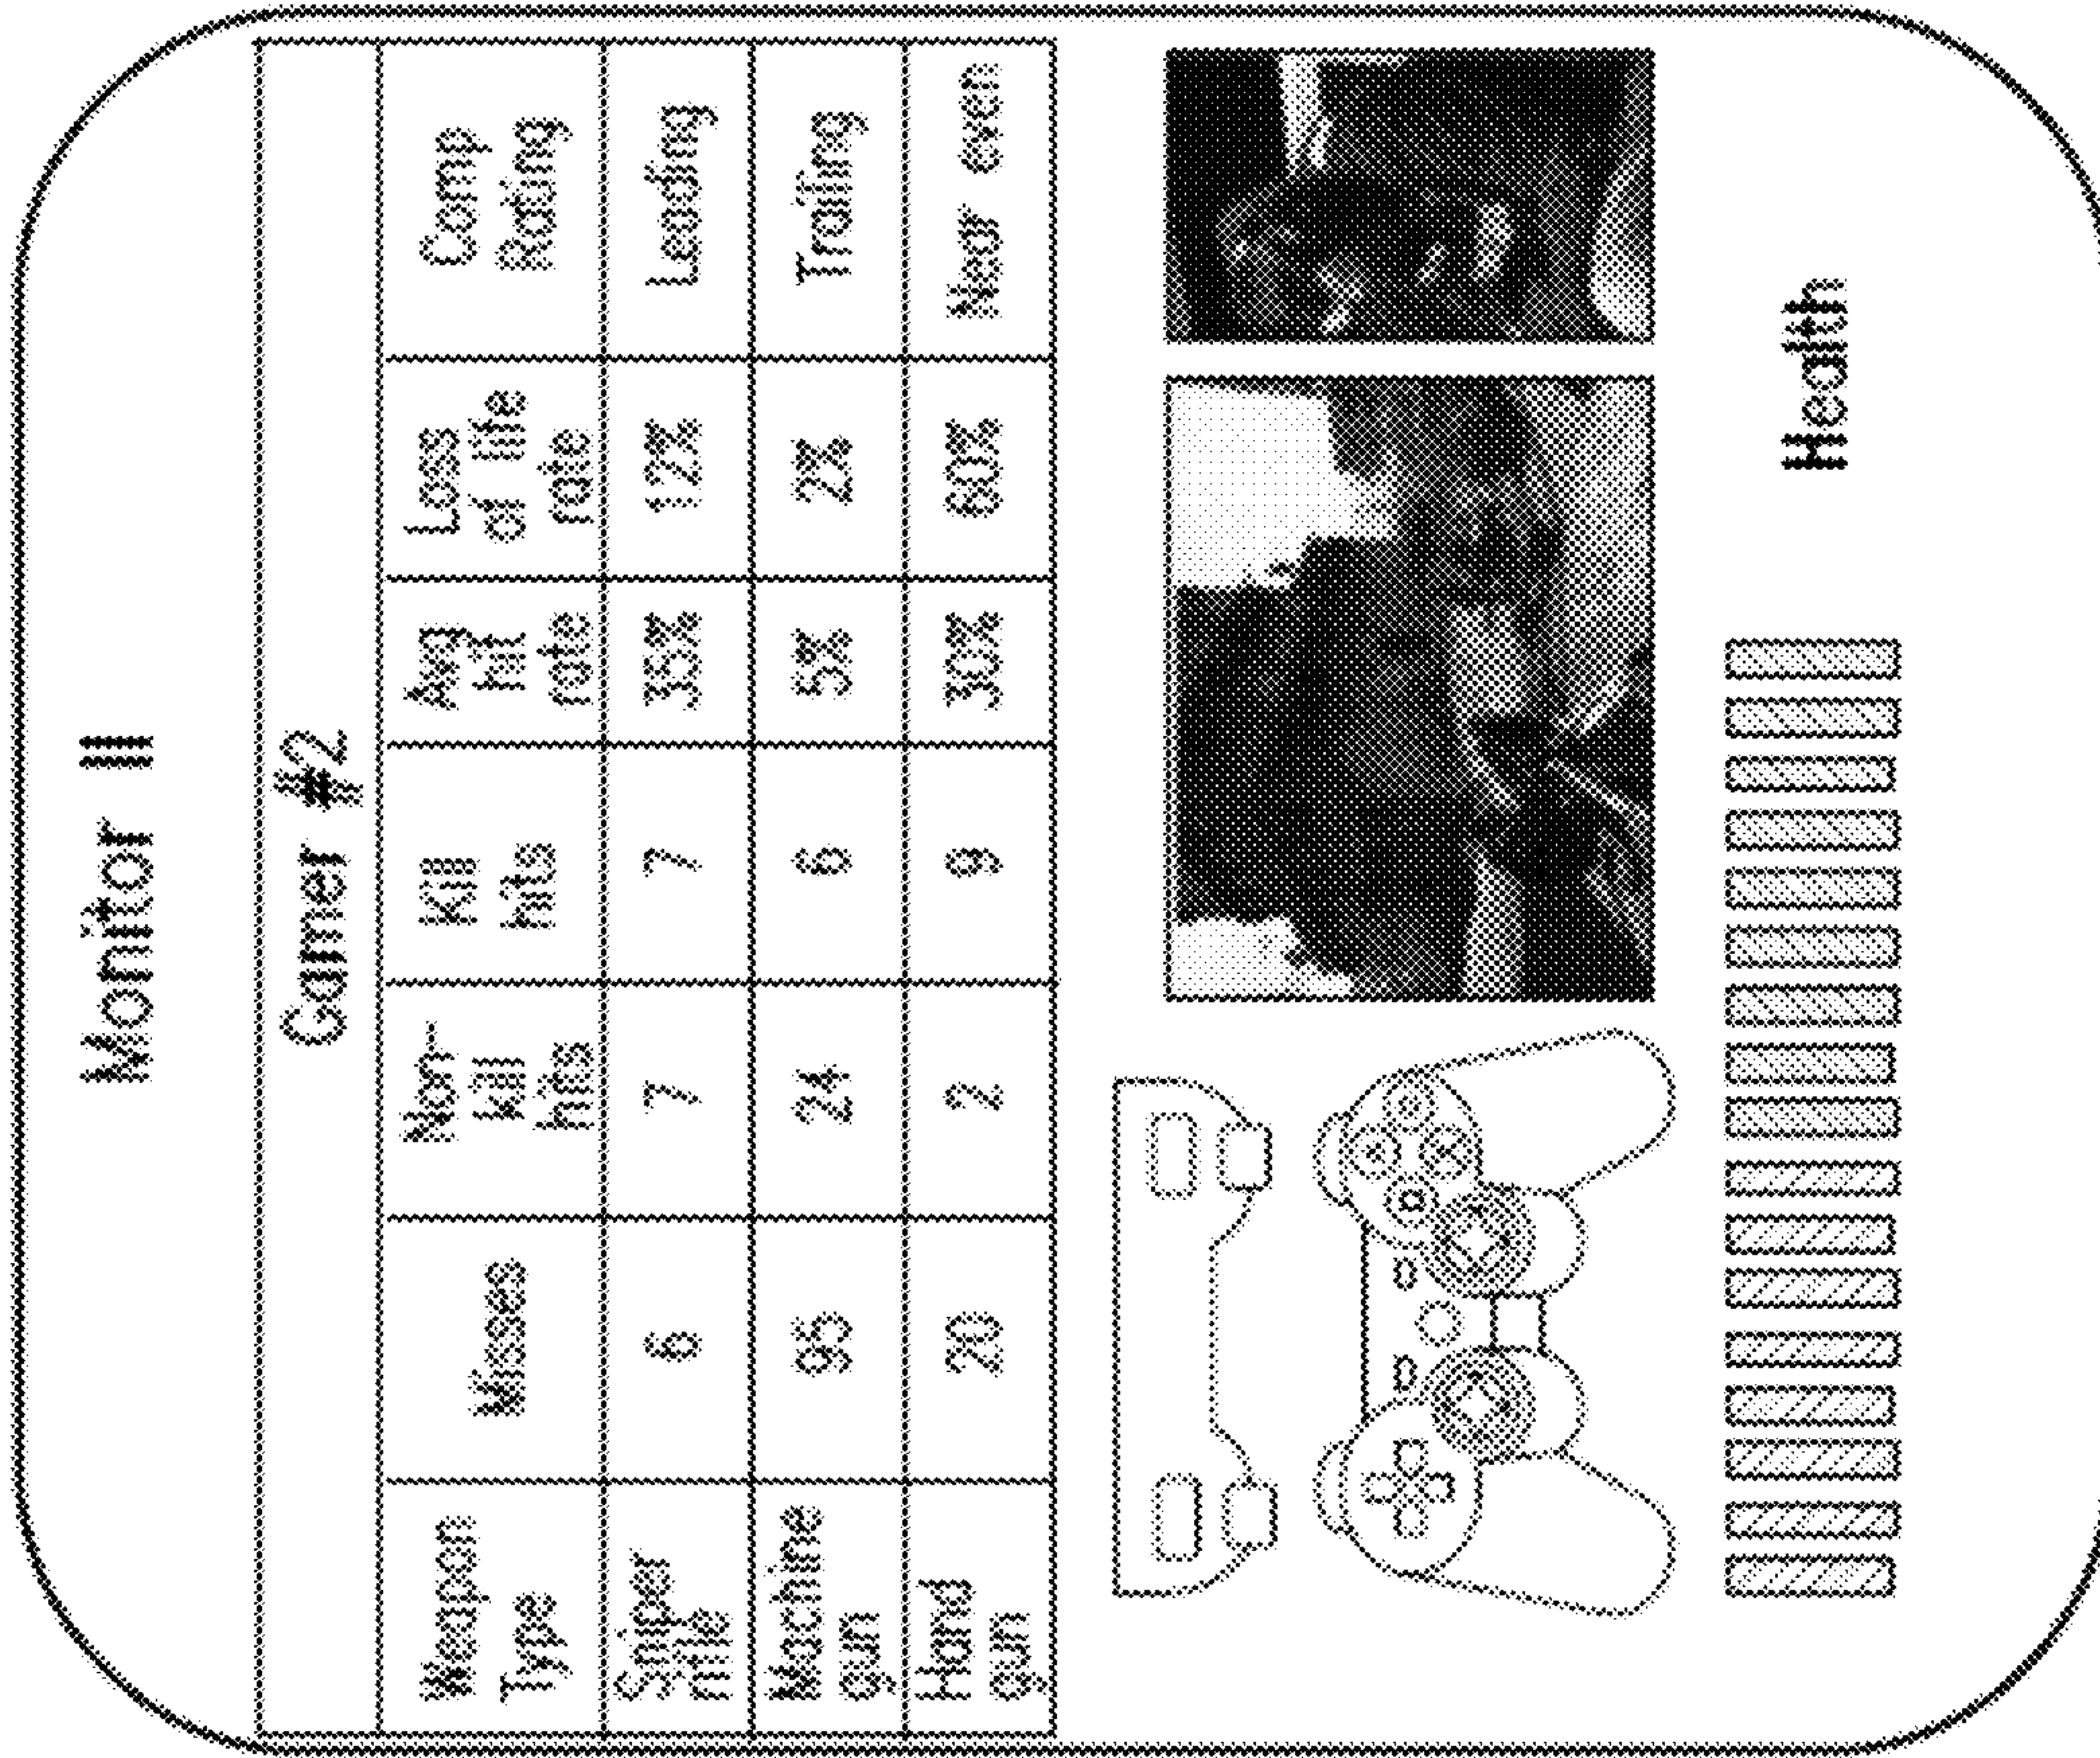 Monitor II
Gamer #2
Weapon Type Misses Non-kill hits Kill hits Avg hit rate Loss of life rate Comp Rating
Sniper rifle 6 7 7 35% 12% Leading
Machine gun 95 24 6 5% 2% Trailing
Hand gun 20 2 9 30% 60% Near even
Health